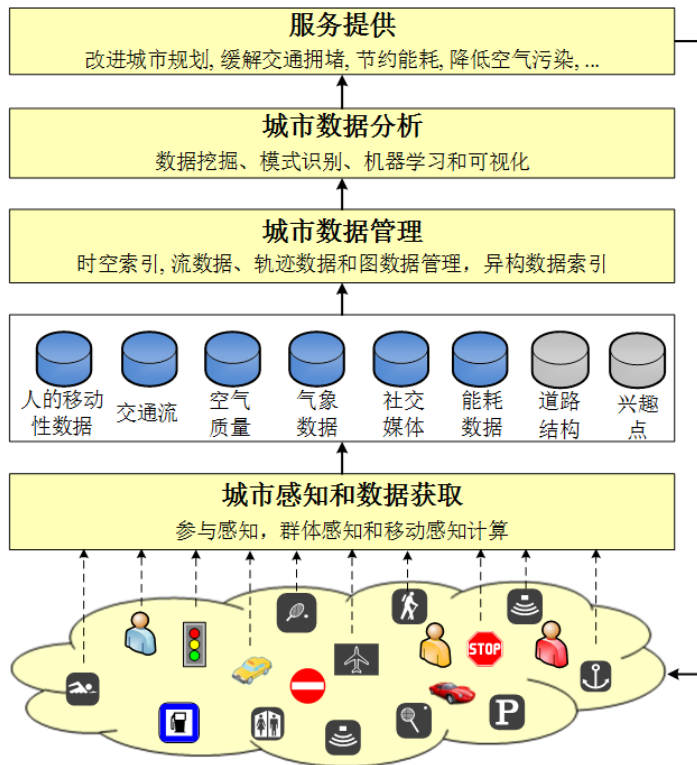 服务提供
改进城市规划, 缓解交通拥堵, 节约能耗, 降低空气污染, ...
城市数据分析
数据挖掘、模式识别、机器学习和可视化
城市数据管理
时空索引, 流数据、轨迹数据和图数据管理，异构数据索引
人的移动
性数据
交通流
空气
质量
气象
数据
社交
媒体
能耗
数据
道路
结构
兴趣
点
城市感知和数据获取
参与感知，群体感知和移动感知计算
STOP
P